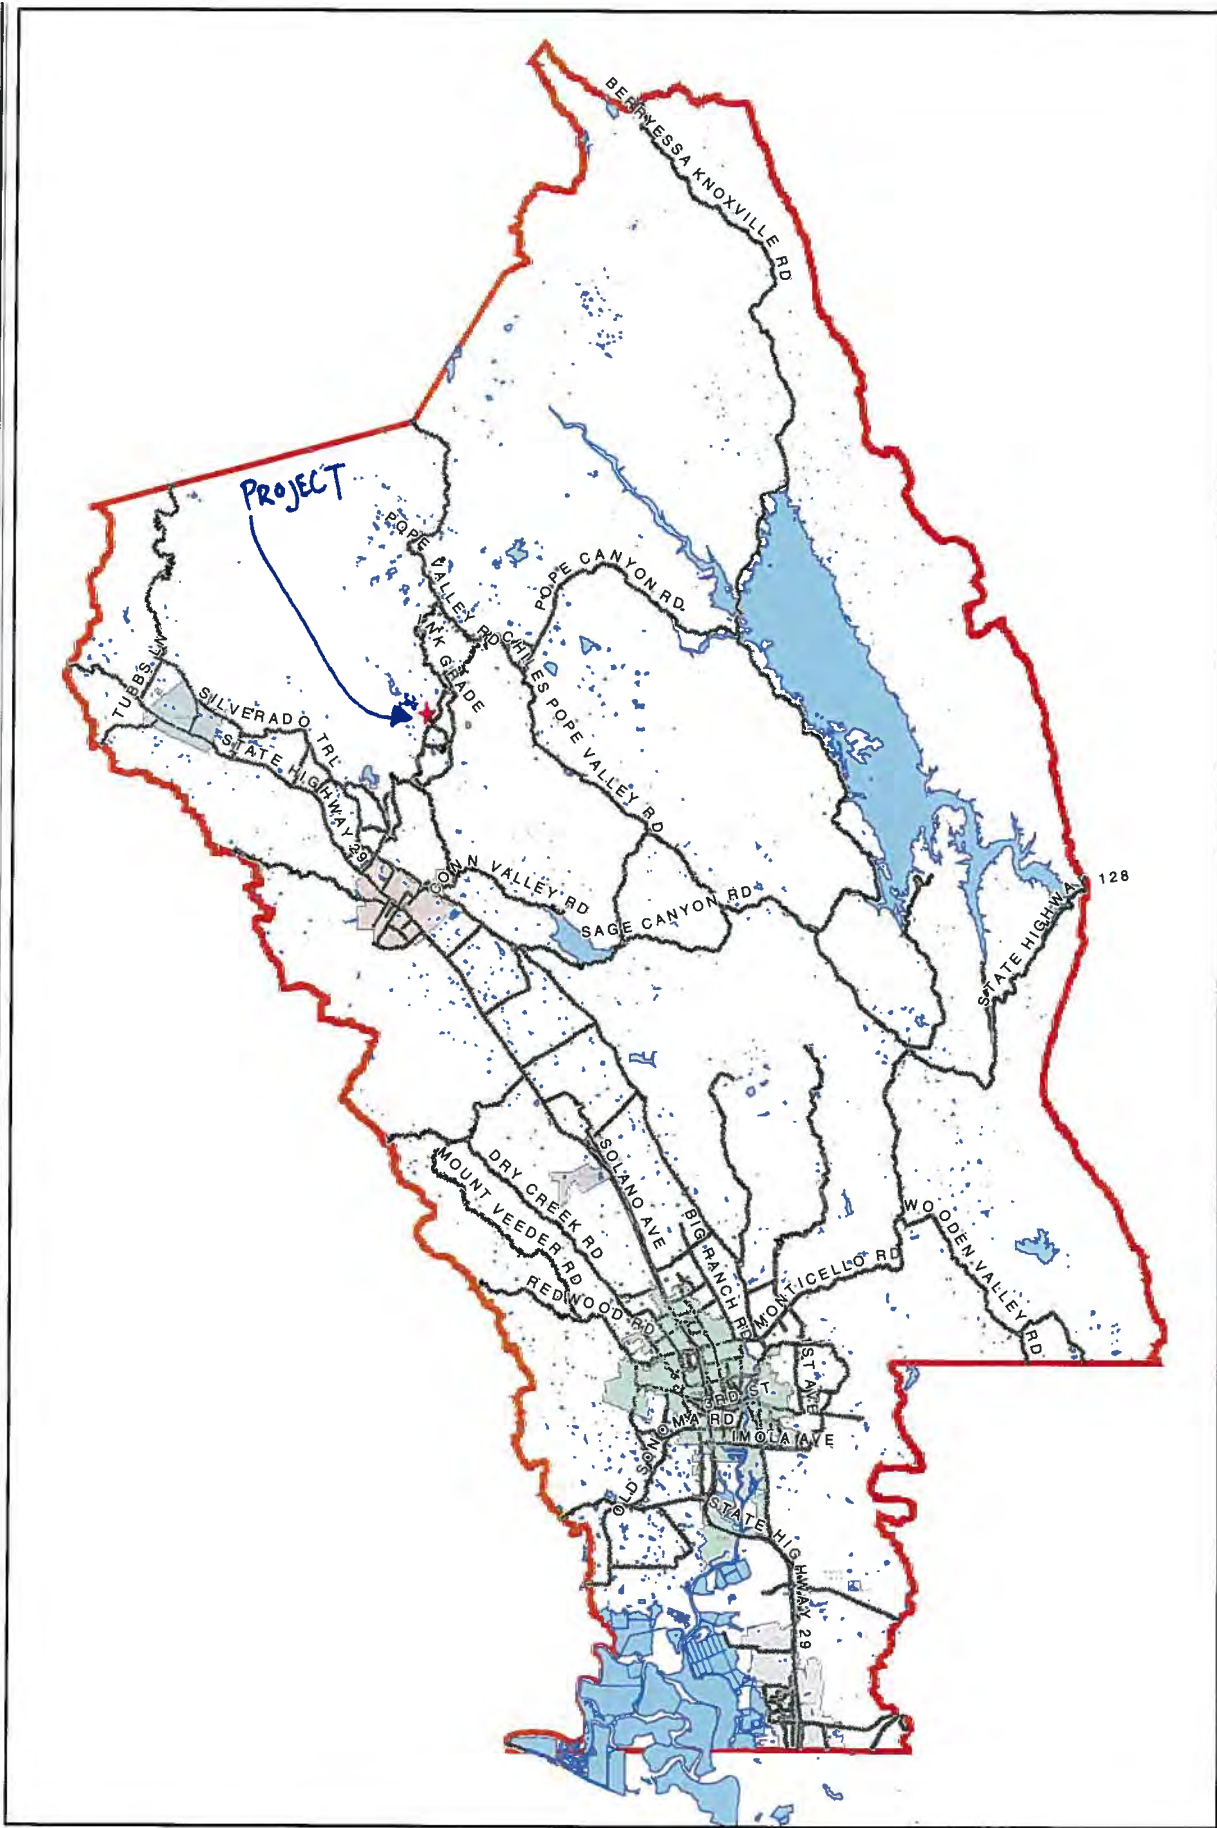 BERRYESSA KNOXVILLE RD
PROJECT
POPE VALLEY RD
POPE CANYON RD
INK GRADE
CHILES POPE VALLEY RD
TUBBS LN
SILVERADO TRL
STATE HIGHWAY 29
CONN VALLEY RD
SAGE CANYON RD
STATE HIGHWAY 128
SOLANO AVE
DRY CREEK RD
MOUNT VEEDER RD
REDWOOD RD
BIG RANCH RD
MONTICELLO RD
WOODEN VALLEY RD
3RD ST
ST AVE
OLD SONOMA RD
IMOLA AVE
STATE HIGHWAY 29